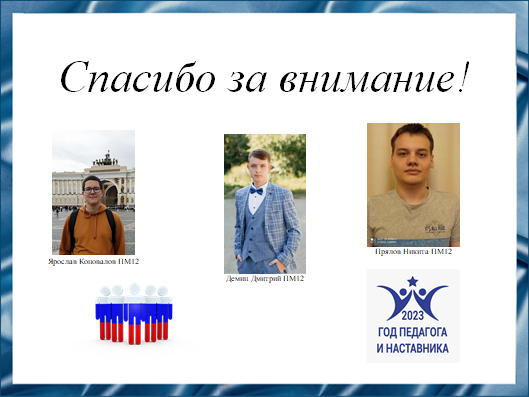 Спасибо за внимание!
Ярослав Коновалов ПМ12
Демин Дмитрий ПМ12
Прялов Никита ПМ12
2023
ГОД ПЕДАГОГА
И НАСТАВНИКА